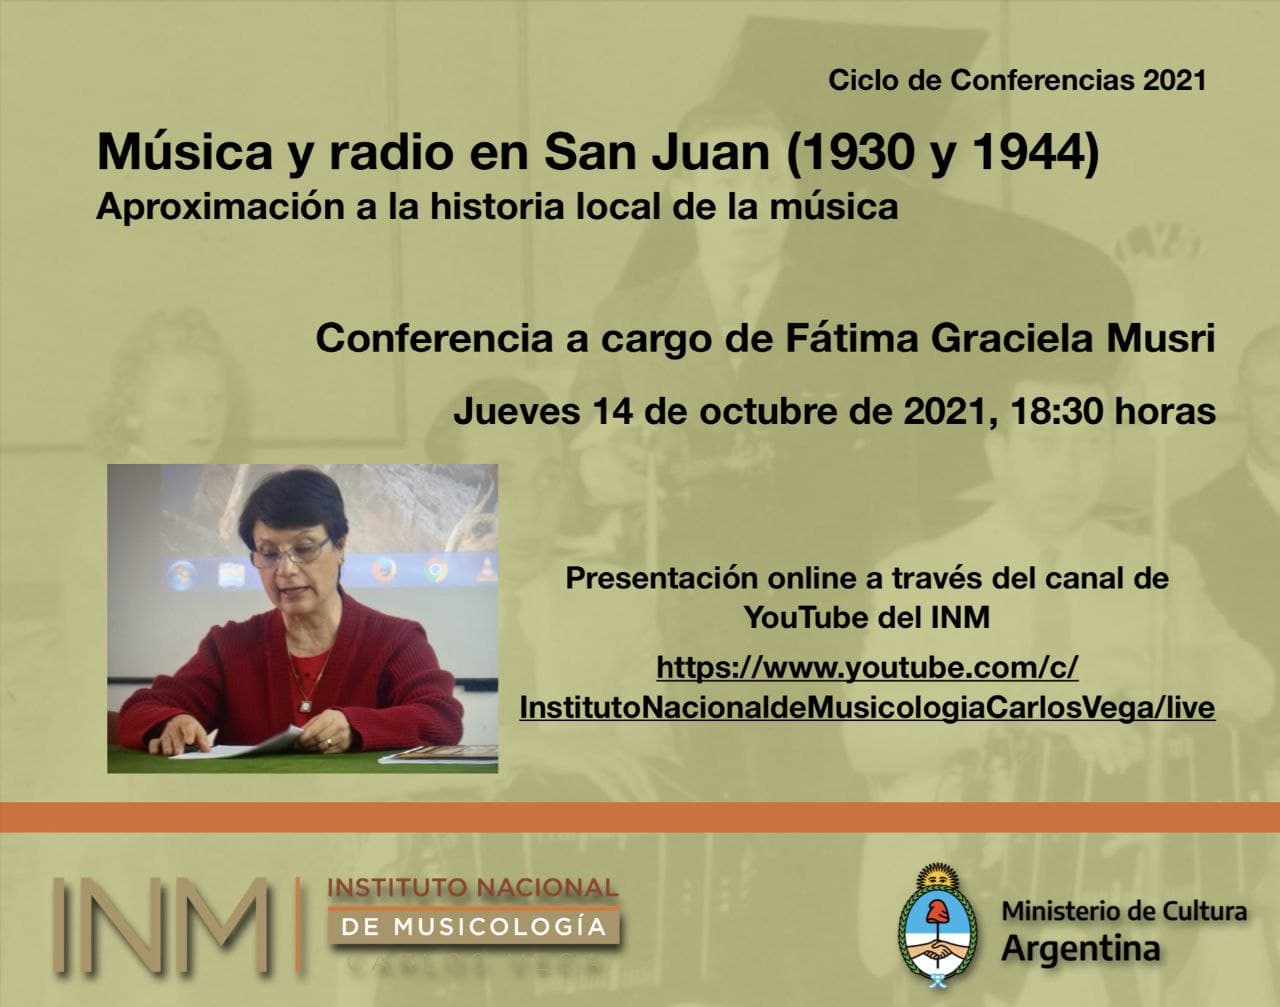 Ciclo de Conferencias 2021
Música y radio en San Juan (1930 y 1944)
Aproximación a la historia local de la música
Conferencia a cargo de Fátima Graciela Musri
Jueves 14 de octubre de 2021, 18:30 horas
Presentación online a través del canal de
YouTube del INM
https://www.youtube.com/c/
InstitutoNacionaldeMusicologiaCarlosVega/live
INM
INSTITUTO NACIONAL
DE MUSICOLOGÍA
CARLOS VEGA
Ministerio de Cultura
Argentina